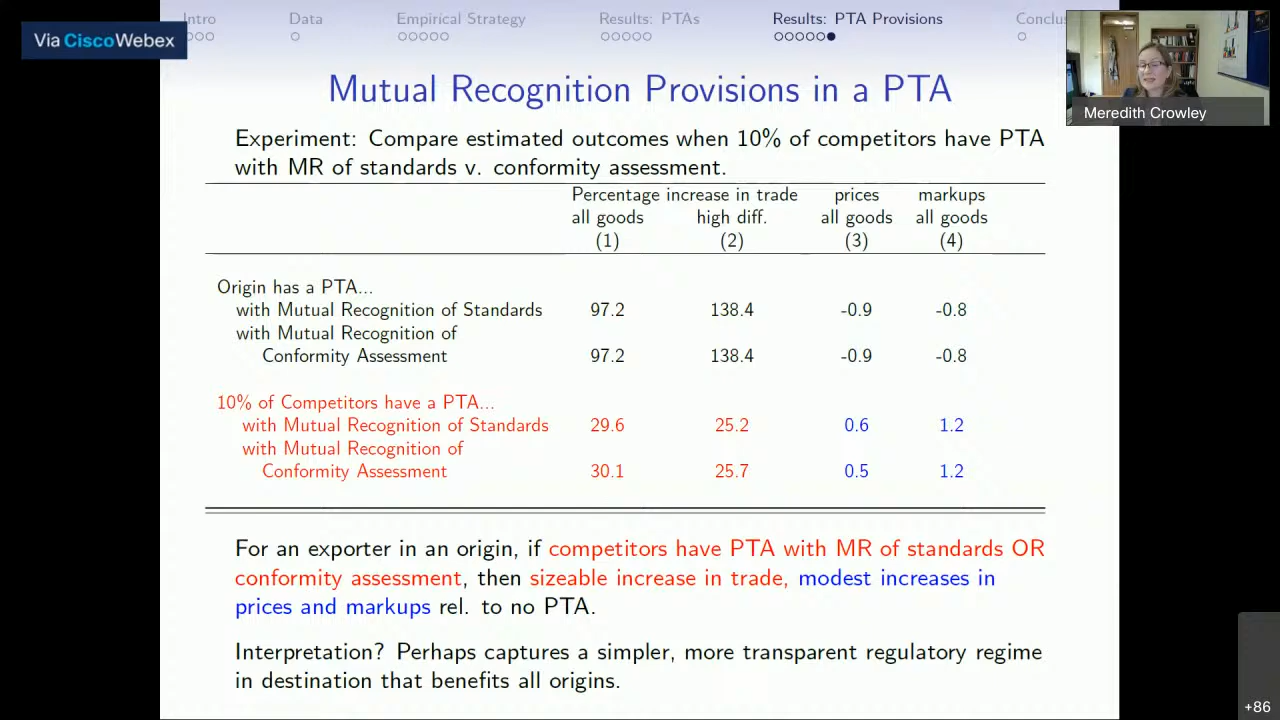 Via CiscoWebex
Intro
Data
Empirical Strategy
Results: PTAs
Results: PTA Provisions
Meredith Crowley
Mutual Recognition Provisions in a PTA
Experiment: Compare estimated outcomes when 10% of competitors have PTA
with MR of standards v. conformity assessment.
Percentage increase in trade prices markups
all goods high diff. all goods all goods
(1) (2) (3) (4)
Origin has a PTA...
with Mutual Recognition of Standards 97.2 138.4 -0.9 -0.8
with Mutual Recognition of
Conformity Assessment 97.2 138.4 -0.9 -0.8
10% of Competitors have a PTA...
with Mutual Recognition of Standards 29.6 25.2 0.6 1.2
with Mutual Recognition of
Conformity Assessment 30.1 25.7 0.5 1.2
For an exporter in an origin, if competitors have PTA with MR of standards OR
conformity assessment, then sizeable increase in trade, modest increases in
prices and markups rel. to no PTA.
Interpretation? Perhaps captures a simpler, more transparent regulatory regime
in destination that benefits all origins.
+86